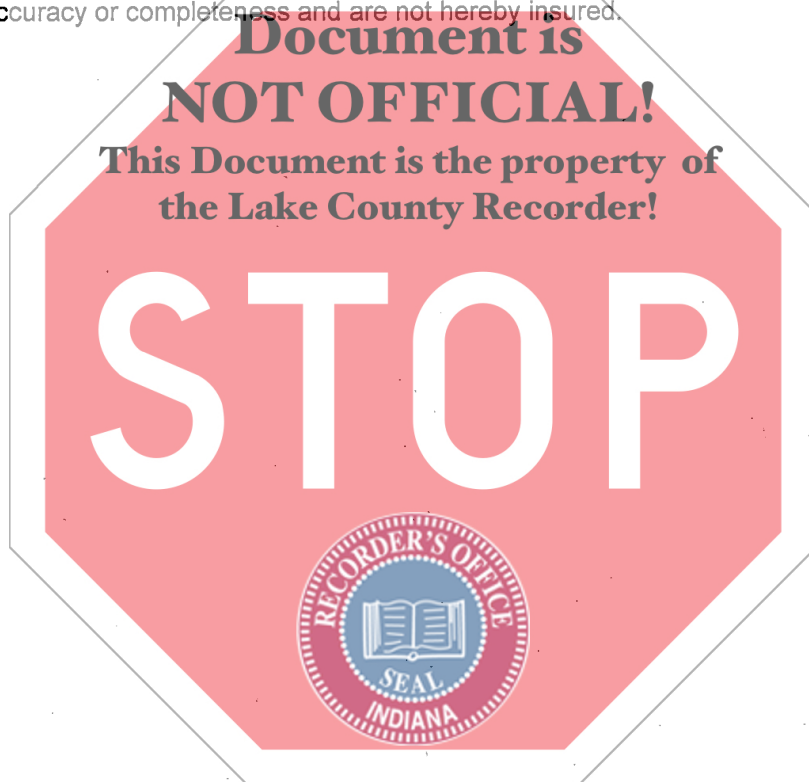 ccuracy or completeness and are not hereby insured.
Document is
NOT OFFICIAL!
This Document is the property of
the Lake County Recorder!
STOP
RECORDER'S OFFICE
SEAL
INDIANA